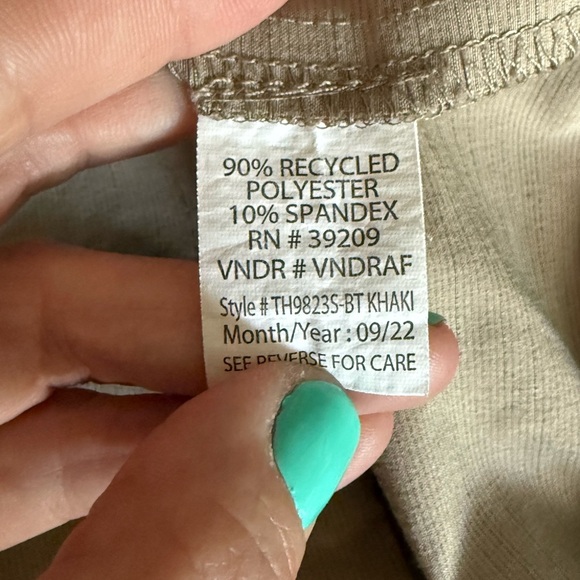 90% RECYCLED
POLYESTER
10% SPANDEX
RN # 39209
VNDR # VNDRAF
Style # TH9823S-BT KHAKI
Month/Year : 09/22
SEE REVERSE FOR CARE